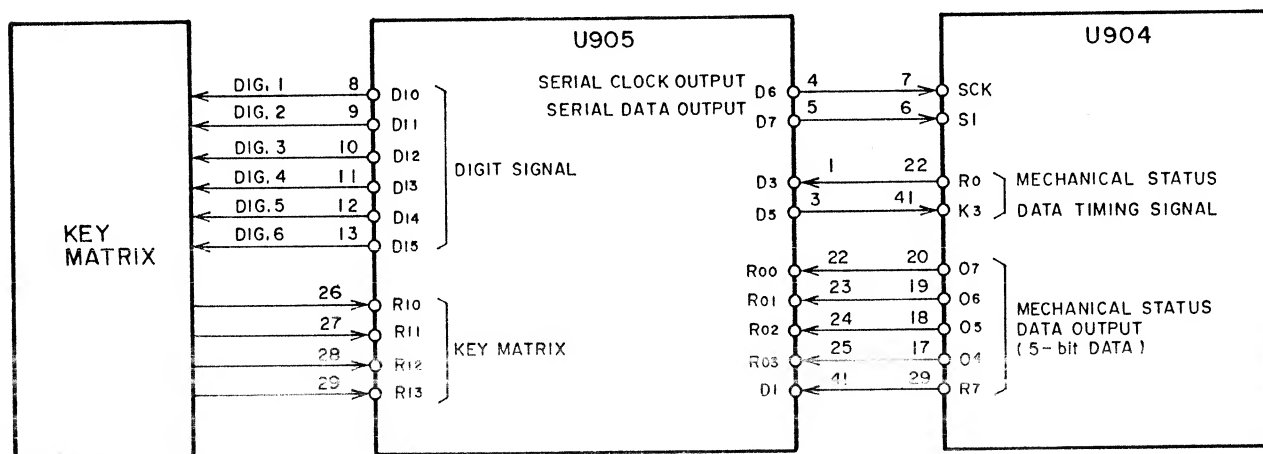 U905
U904
DIG. 1 8 D10
DIG. 2 9 D11
DIG. 3 10 D12
DIG. 4 11 D13
DIG. 5 12 D14
DIG. 6 13 D15
DIGIT SIGNAL
KEY
MATRIX
26 R10
27 R11
28 R12
29 R13
KEY MATRIX
SERIAL CLOCK OUTPUT D6 4 7 SCK
SERIAL DATA OUTPUT D7 5 6 SI
D3 1 22 R0
D5 3 41 K3
MECHANICAL STATUS
DATA TIMING SIGNAL
R00 22 20 O7
R01 23 19 O6
R02 24 18 O5
R03 25 17 O4
D1 41 29 R7
MECHANICAL STATUS
DATA OUTPUT
(5-bit DATA)